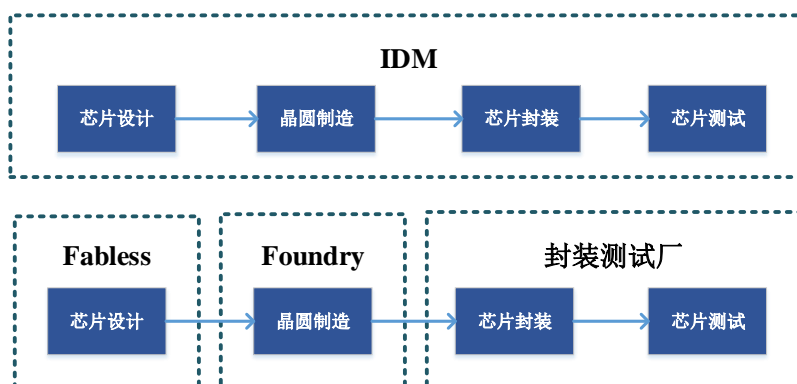 IDM
芯片设计
晶圆制造
芯片封装
芯片测试
Fabless
Foundry
封装测试厂
芯片设计
晶圆制造
芯片封装
芯片测试